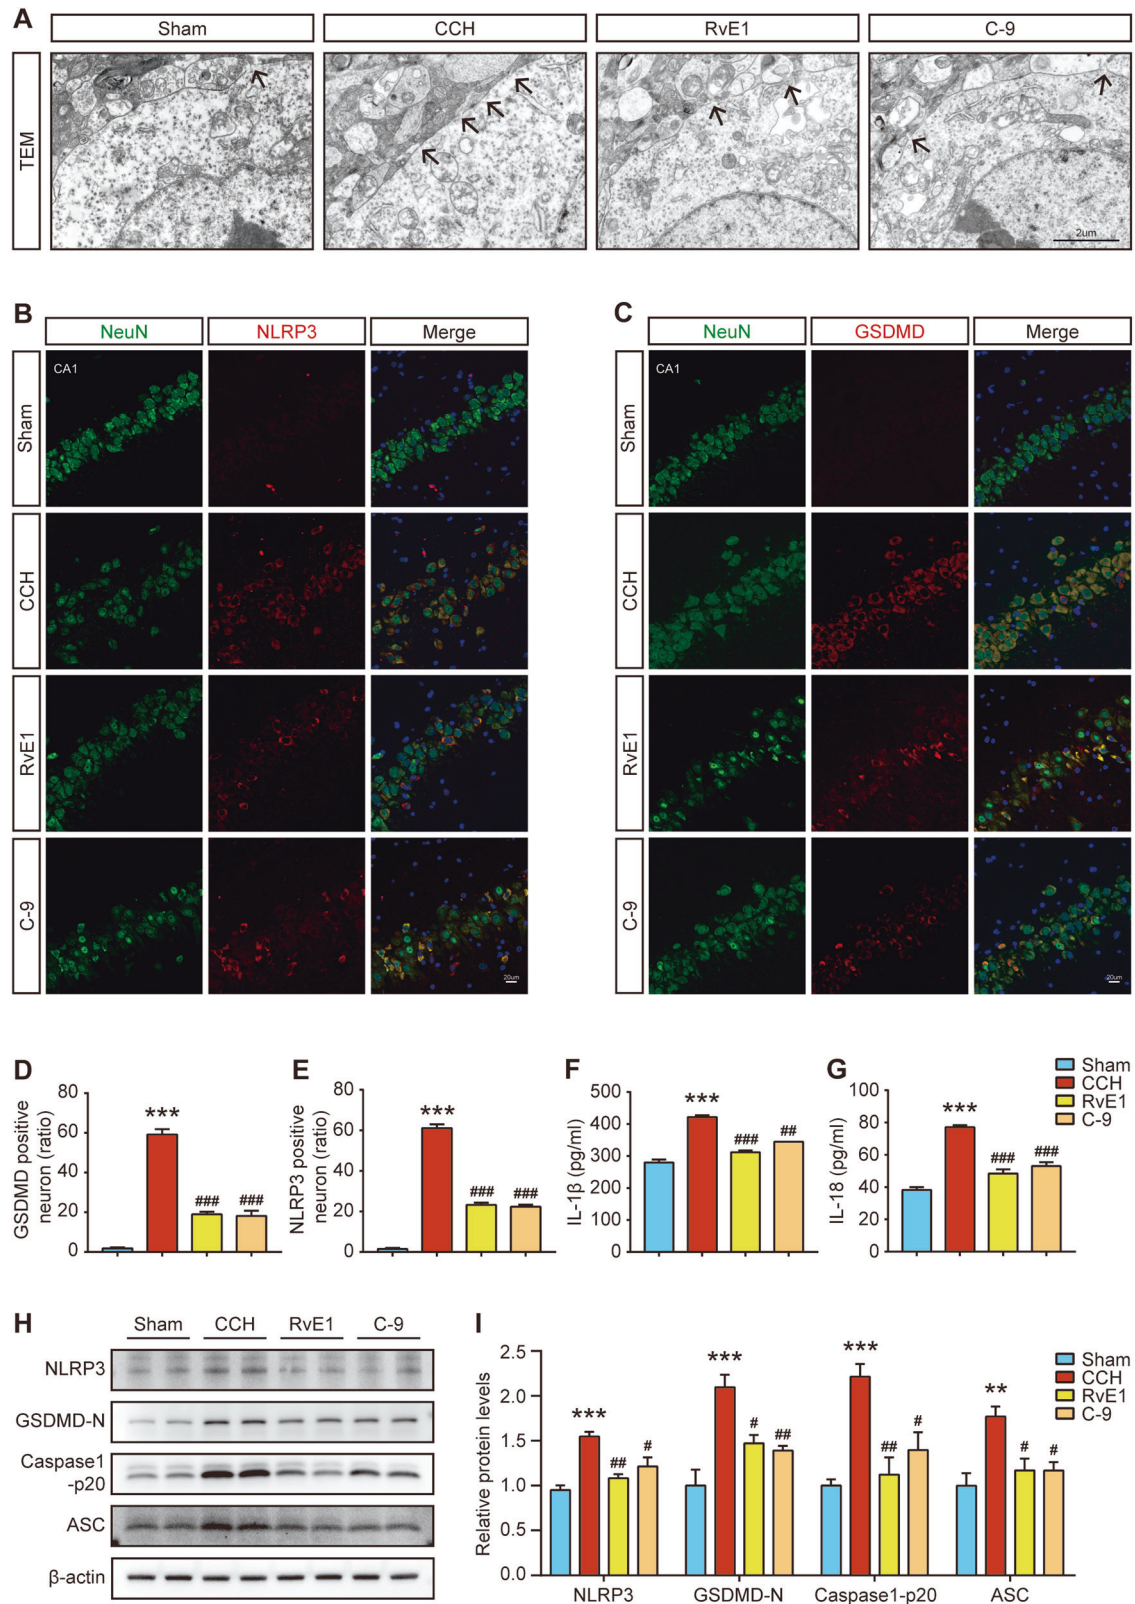 A
Sham
CCH
RvE1
C-9
TEM
2um
B
NeuN
NLRP3
Merge
CA1
Sham
CCH
RvE1
C-9
20um
C
NeuN
GSDMD
Merge
CA1
Sham
CCH
RvE1
C-9
20um
D
GSDMD positive
neuron (ratio)
80
60
40
20
0
***
###
###
E
NLRP3 positive
neuron (ratio)
80
60
40
20
0
***
###
###
F
IL-1β (pg/ml)
500
400
300
200
100
0
***
###
##
G
IL-18 (pg/ml)
100
80
60
40
20
0
***
###
###
Sham
CCH
RvE1
C-9
H
Sham
CCH
RvE1
C-9
NLRP3
GSDMD-N
Caspase1
-p20
ASC
β-actin
I
Relative protein levels
2.5
2.0
1.5
1.0
0.5
0.0
***
##
#
***
#
##
***
##
#
**
#
#
NLRP3
GSDMD-N
Caspase1-p20
ASC
Sham
CCH
RvE1
C-9